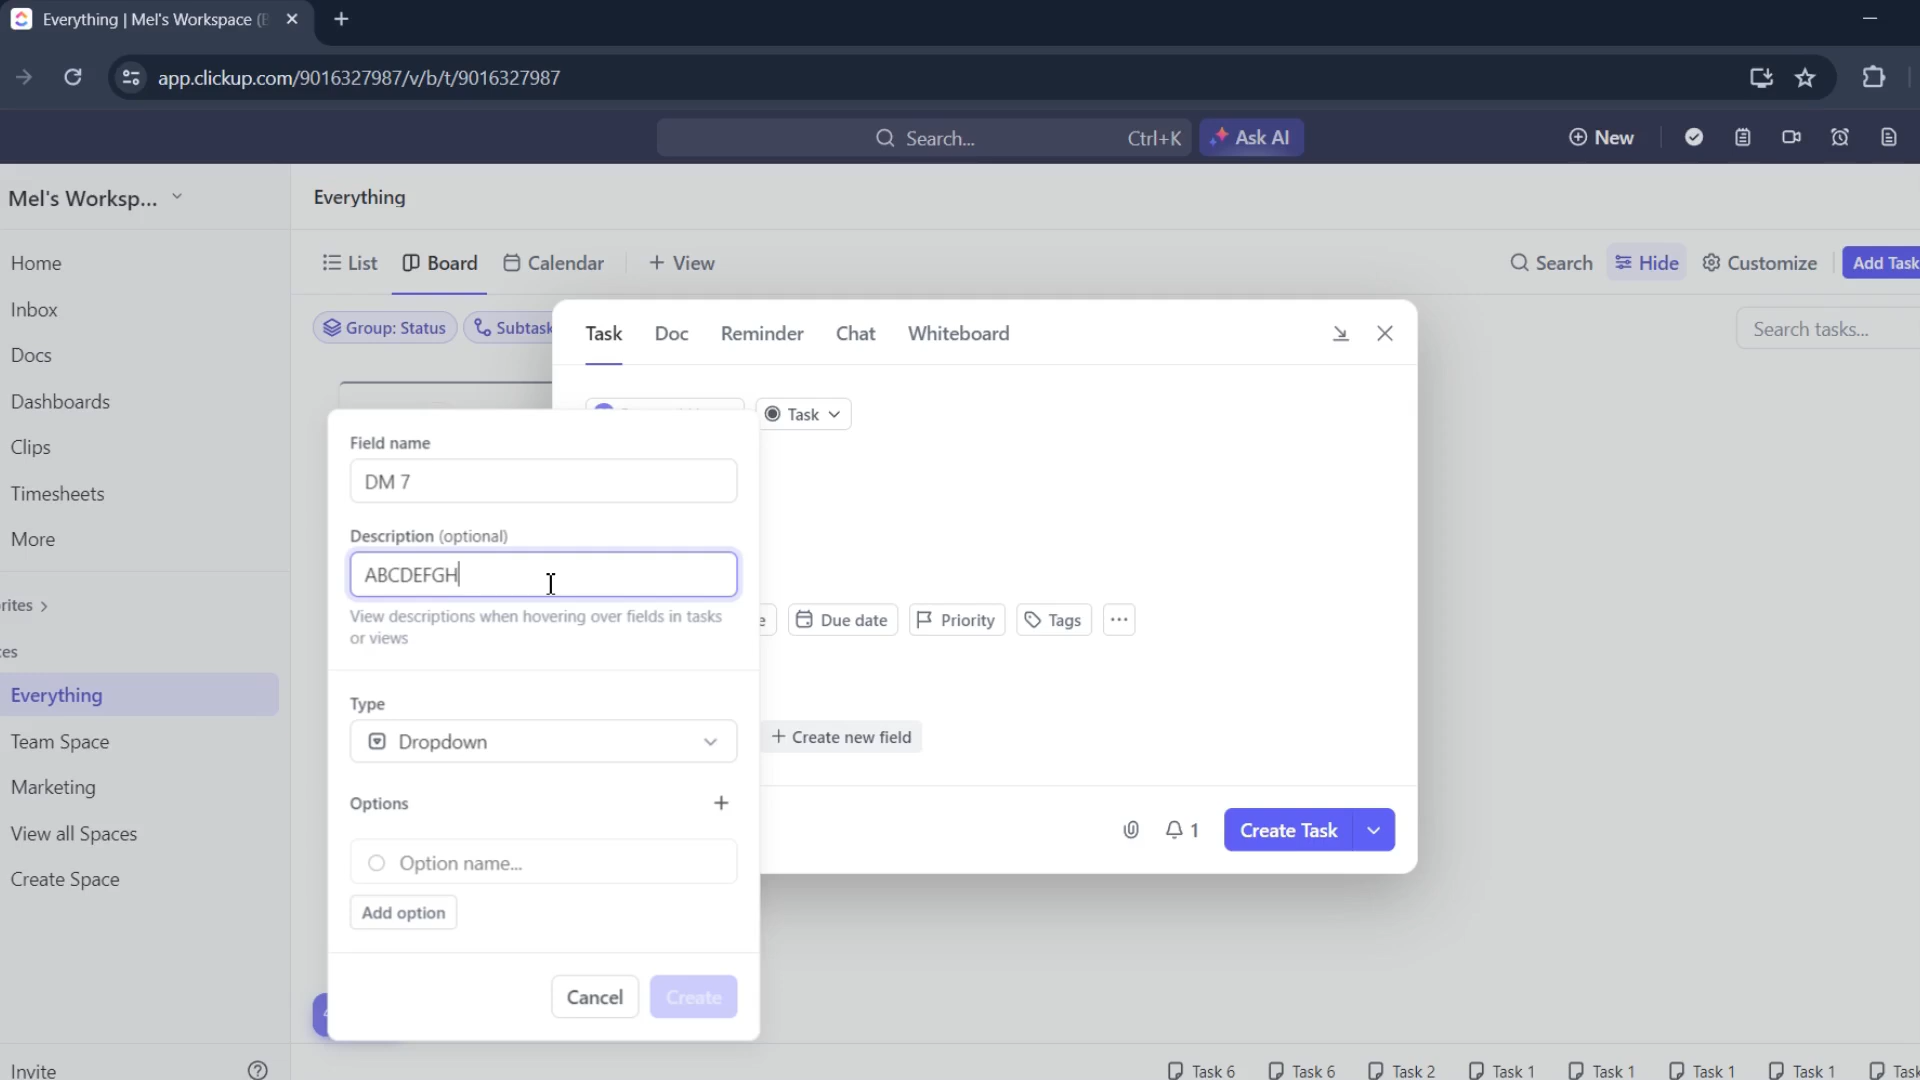 Everything | Mel's Workspace (
app.clickup.com/9016327987/v/b/t/9016327987
Search... Ctrl+K Ask AI New
Mel's Worksp... Everything
Home
Inbox
Docs
Dashboards
Clips
Timesheets
More
rites
ces
Everything
Team Space
Marketing
View all Spaces
Create Space
Invite
List Board Calendar + View Search Hide Customize Add Task
Group: Status Subtask Search tasks...
Task Doc Reminder Chat Whiteboard
Task
e Due date Priority Tags ...
+ Create new field
1 Create Task
Field name
DM 7
Description (optional)
ABCDEFGH
View descriptions when hovering over fields in tasks
or views
Type
Dropdown
Options +
Option name...
Add option
Cancel Create
Task 6 Task 6 Task 2 Task 1 Task 1 Task 1 Task 1 Task